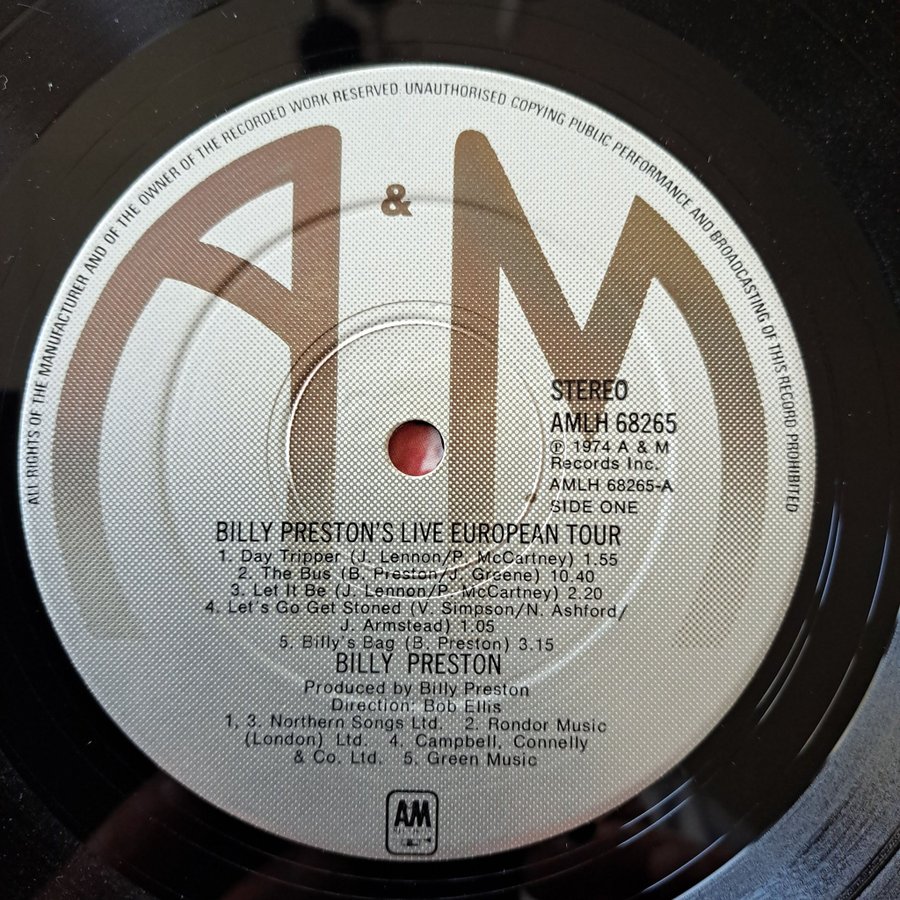 ALL RIGHTS OF THE MANUFACTURER AND OF THE OWNER OF THE RECORDED WORK RESERVED UNAUTHORISED COPYING PUBLIC PERFORMANCE AND BROADCASTING OF THIS RECORD PROHIBITED
A & M
STEREO
AMLH 68265
℗ 1974 A & M
Records Inc.
AMLH 68265-A
SIDE ONE
BILLY PRESTON'S LIVE EUROPEAN TOUR
1. Day Tripper (J. Lennon/P. McCartney) 1.55
2. The Bus (B. Preston/J. Greene) 10.40
3. Let It Be (J. Lennon/P. McCartney) 2.20
4. Let's Go Get Stoned (V. Simpson/N. Ashford/
J. Armstead) 1.05
5. Billy's Bag (B. Preston) 3.15
BILLY PRESTON
Produced by Billy Preston
Direction: Bob Ellis
1, 3. Northern Songs Ltd. 2. Rondor Music
(London) Ltd. 4. Campbell, Connelly
& Co. Ltd. 5. Green Music
AM